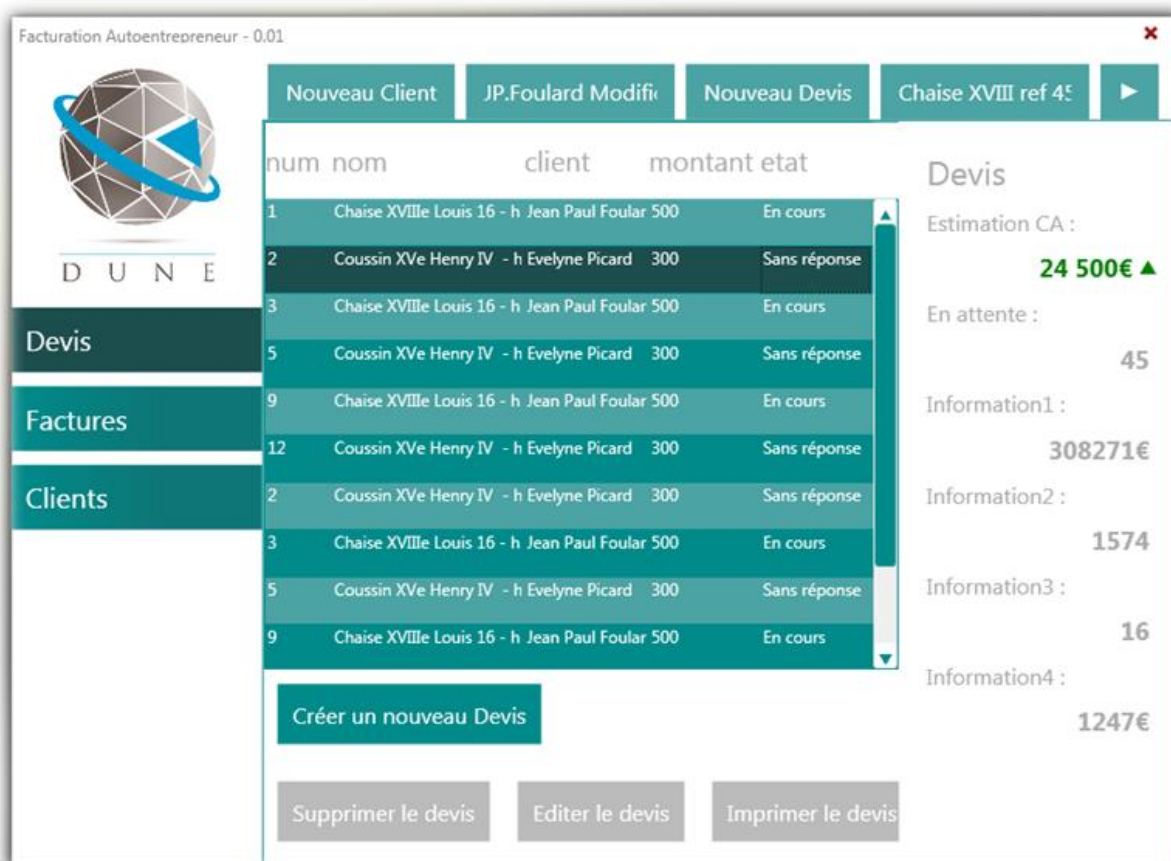 Facturation Autoentrepreneur - 0.01
DUNE
Devis
Factures
Clients
Nouveau Client JP.Foulard Modifi Nouveau Devis Chaise XVIII ref 45
num nom client montant etat
1 Chaise XVIIIe Louis 16 - h Jean Paul Foular 500 En cours
2 Coussin XVe Henry IV - h Evelyne Picard 300 Sans réponse
3 Chaise XVIIIe Louis 16 - h Jean Paul Foular 500 En cours
5 Coussin XVe Henry IV - h Evelyne Picard 300 Sans réponse
9 Chaise XVIIIe Louis 16 - h Jean Paul Foular 500 En cours
12 Coussin XVe Henry IV - h Evelyne Picard 300 Sans réponse
2 Coussin XVe Henry IV - h Evelyne Picard 300 Sans réponse
3 Chaise XVIIIe Louis 16 - h Jean Paul Foular 500 En cours
5 Coussin XVe Henry IV - h Evelyne Picard 300 Sans réponse
9 Chaise XVIIIe Louis 16 - h Jean Paul Foular 500 En cours
Créer un nouveau Devis
Supprimer le devis Editer le devis Imprimer le devis
Devis
Estimation CA :
24 500€ ▲
En attente :
45
Information1 :
308271€
Information2 :
1574
Information3 :
16
Information4 :
1247€